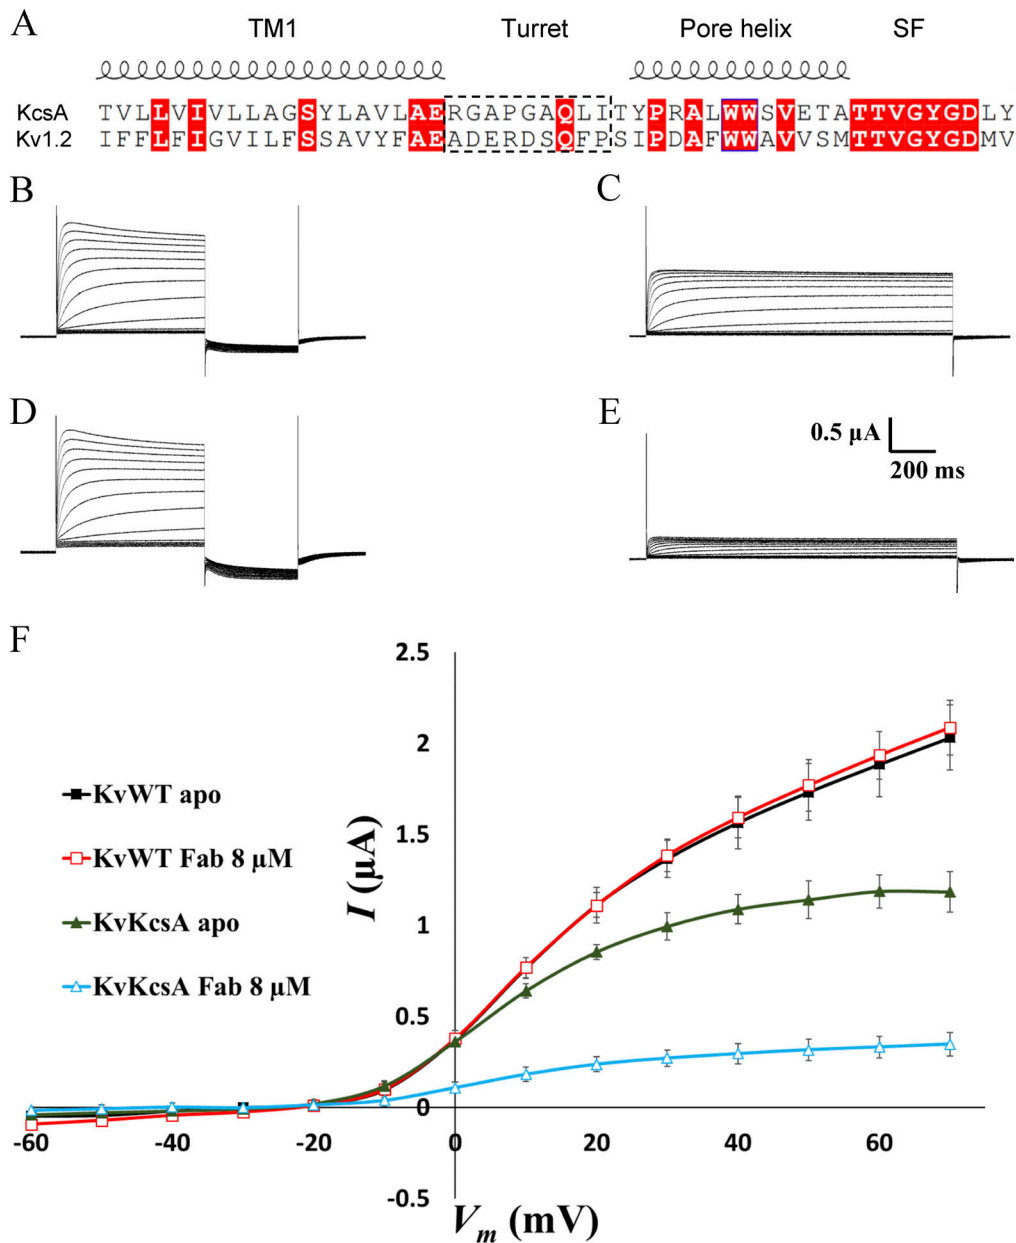 A
TM1 Turret Pore helix SF
KcsA TVLLVIVLLAGSYLAVLAERGAPGAQLITYPRALWWSVETATTVGYGDLY
Kv1.2 IFFLFIGVILFSSAVYFAEADERDSQFPSIPDAFWWAVVSMTTVGYGDMV
B C
D E
0.5 μA
200 ms
F
2.5
2
1.5
1
0.5
0
-0.5
-60 -40 -20 0 20 40 60
I (μA)
Vm (mV)
KvWT apo
KvWT Fab 8 μM
KvKcsA apo
KvKcsA Fab 8 μM